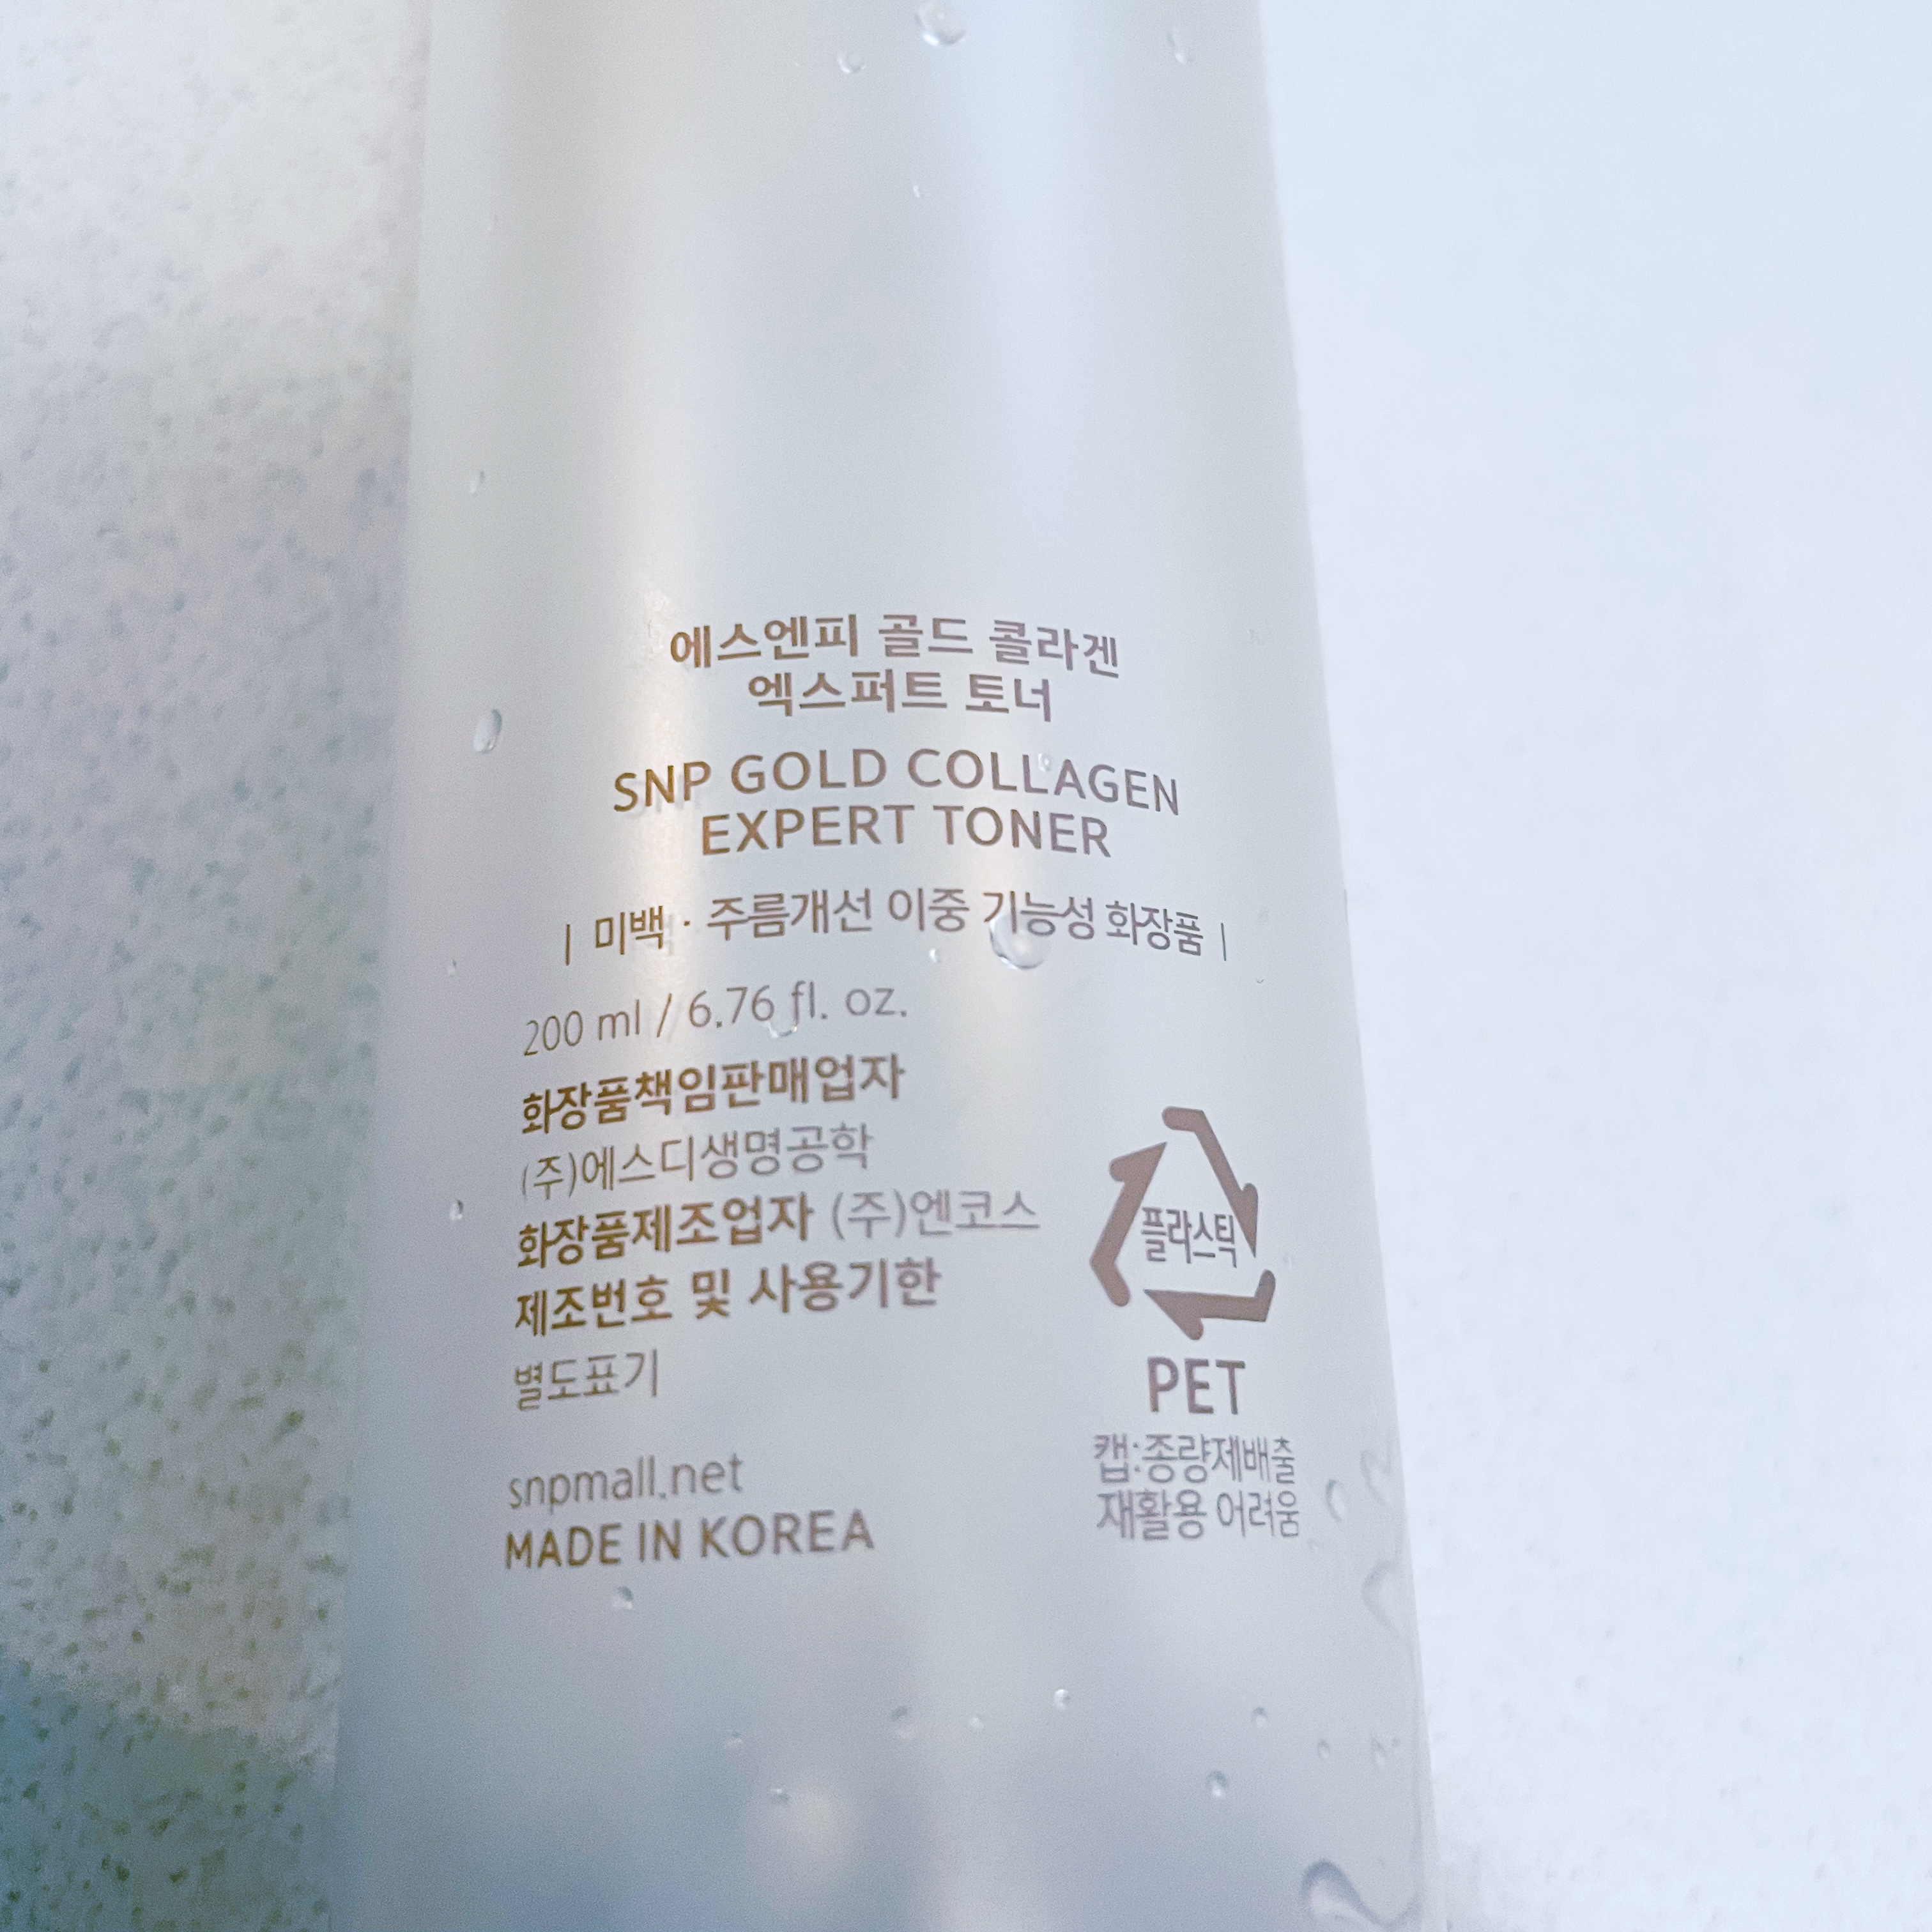 에스엔피 골드 콜라겐
엑스퍼트 토너
SNP GOLD COLLAGEN
EXPERT TONER
| 미백 · 주름개선 이중 기능성 화장품 |
200 ml / 6.76 fl. oz.
화장품책임판매업자
(주)에스디생명공학
화장품제조업자 (주)엔코스
제조번호 및 사용기한
별도표기
snpmall.net
MADE IN KOREA
플라스틱
PET
캡:종량제배출
재활용 어려움